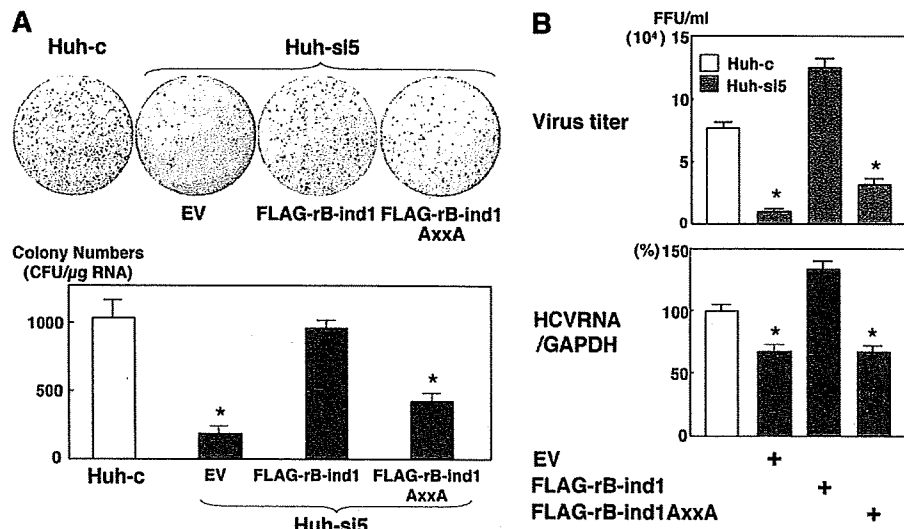 A
Huh-c
Huh-si5
EV
FLAG-rB-ind1
FLAG-rB-ind1
AxxA
Colony Numbers
(CFU/μg RNA)
1000
500
0
*
*
Huh-c
EV
FLAG-rB-ind1
FLAG-rB-ind1
AxxA
Huh-si5
B
FFU/ml
(10⁴)
15
10
5
0
Huh-c
Huh-si5
Virus titer
*
*
(%)
150
100
50
0
HCVRNA
/GAPDH
*
*
EV
+
FLAG-rB-ind1
+
FLAG-rB-ind1AxxA
+